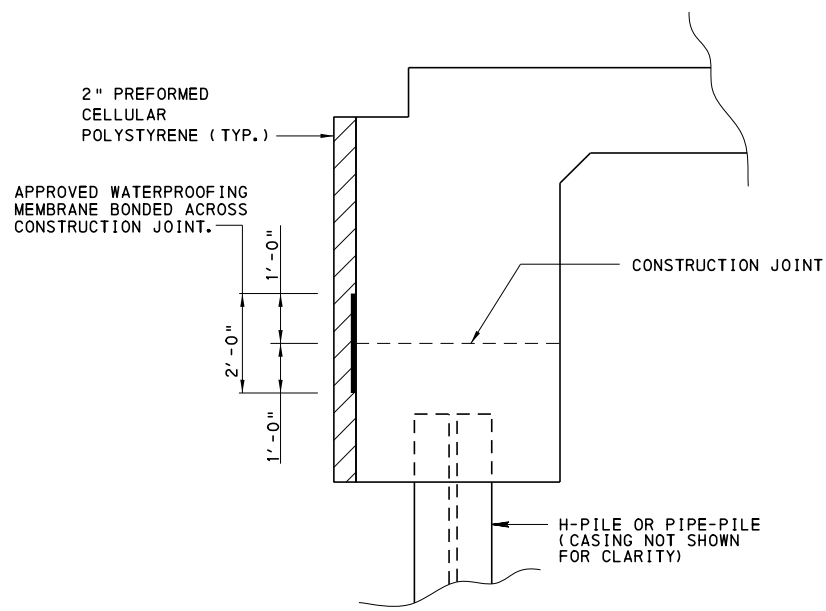 2" PREFORMED
CELLULAR
POLYSTYRENE (TYP.)
APPROVED WATERPROOFING
MEMBRANE BONDED ACROSS
CONSTRUCTION JOINT.
1'-0"
2'-0"
1'-0"
CONSTRUCTION JOINT
H-PILE OR PIPE-PILE
(CASING NOT SHOWN
FOR CLARITY)